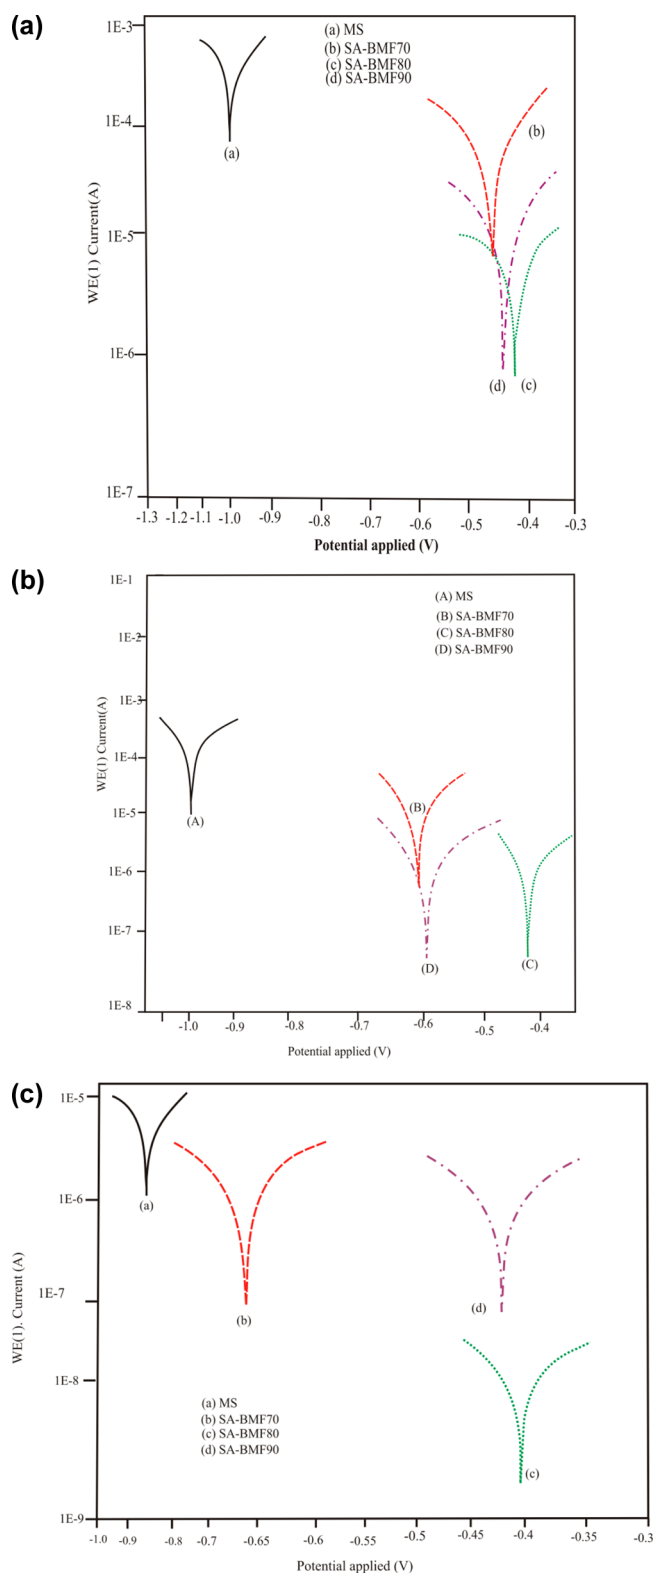 (a)
1E-3
(a) MS
(b) SA-BMF70
(c) SA-BMF80
(d) SA-BMF90
1E-4
(a)
(b)
WE(1) Current(A)
1E-5
1E-6
(d) (c)
1E-7
-1.3 -1.2 -1.1 -1.0 -0.9 -0.8 -0.7 -0.6 -0.5 -0.4 -0.3
Potential applied (V)
(b)
1E-1
(A) MS
(B) SA-BMF70
(C) SA-BMF80
(D) SA-BMF90
1E-2
1E-3
WE(1) Current(A)
1E-4
(B)
1E-5
(A)
1E-6
1E-7
(D) (C)
1E-8
-1.0 -0.9 -0.8 -0.7 -0.6 -0.5 -0.4
Potential applied (V)
(c)
1E-5
1E-6
(a)
WE(1). Current (A)
1E-7
(b)
(d)
1E-8
(a) MS
(b) SA-BMF70
(c) SA-BMF80
(d) SA-BMF90
(c)
1E-9
-1.0 -0.9 -0.8 -0.7 -0.65 -0.6 -0.55 -0.45 -0.4 -0.35 -0.3
Potential applied (V)